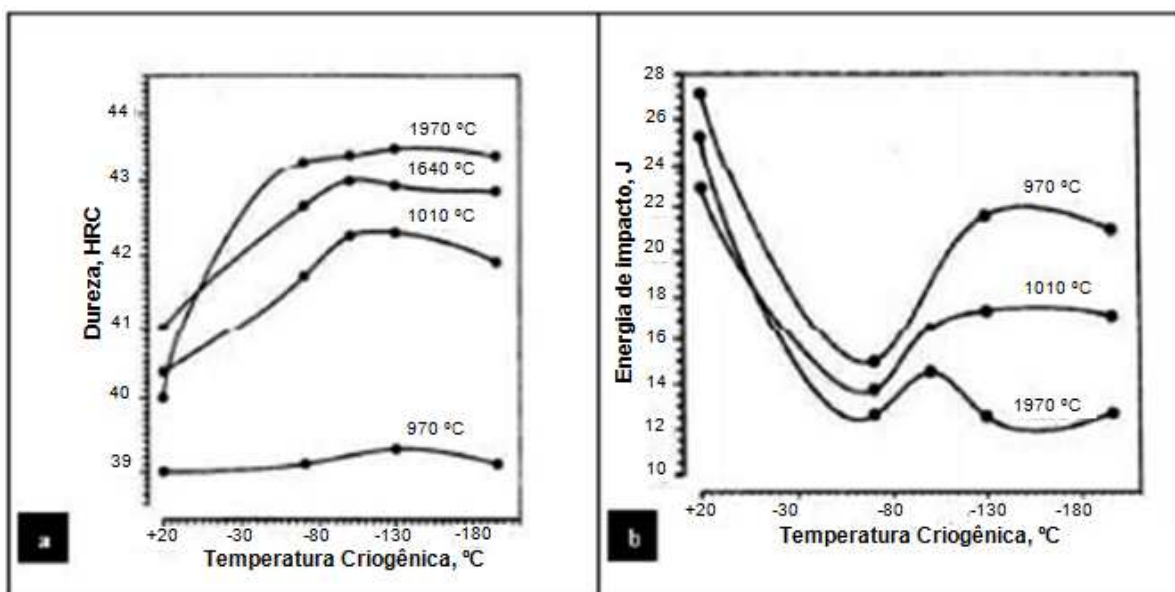 44
43
42
41
40
39
Dureza, HRC
1970 ºC
1640 ºC
1010 ºC
970 ºC
+20 -30 -80 -130 -180
Temperatura Criogênica, ºC
a
28
26
24
22
20
18
16
14
12
10
Energia de impacto, J
970 ºC
1010 ºC
1970 ºC
+20 -30 -80 -130 -180
Temperatura Criogênica, ºC
b